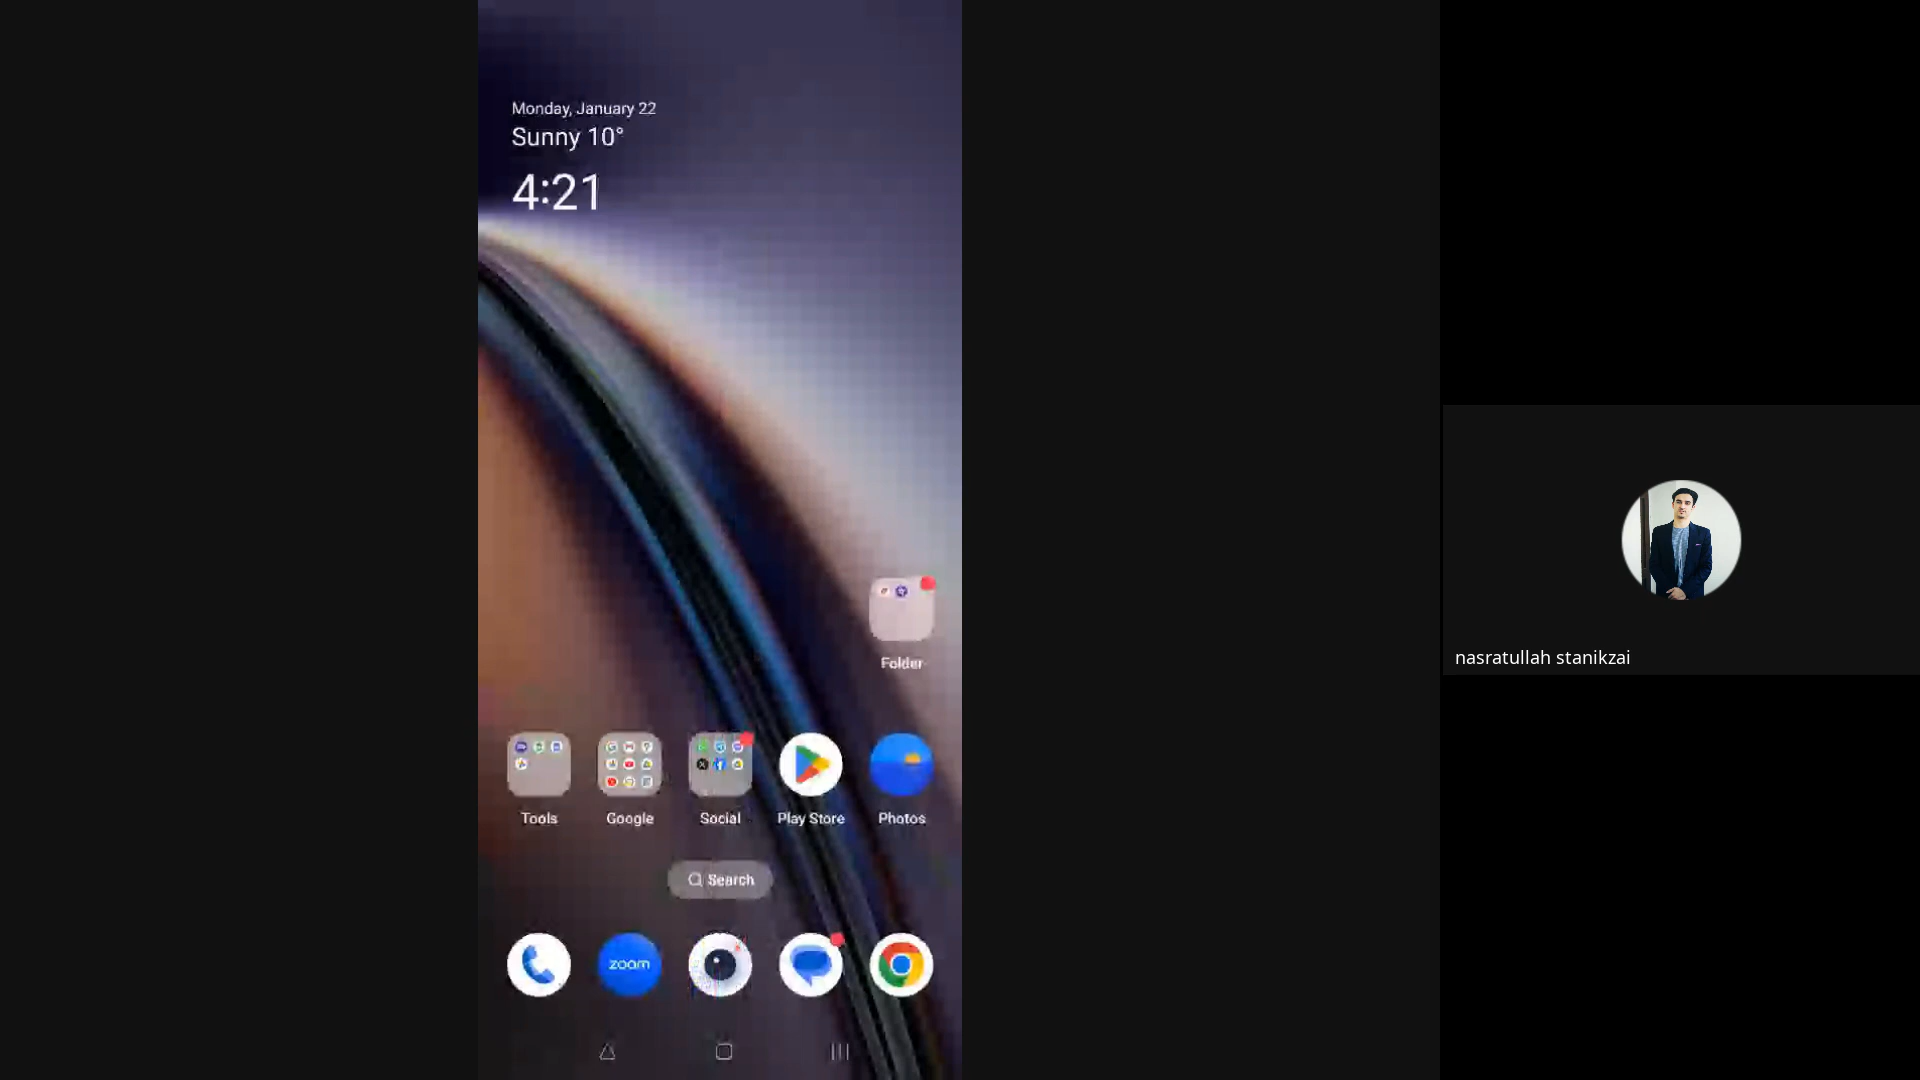 Monday, January 22
Sunny 10°
4:21
Folder
Tools
Google
Social
Play Store
Photos
Search
zoom
nasratullah stanikzai